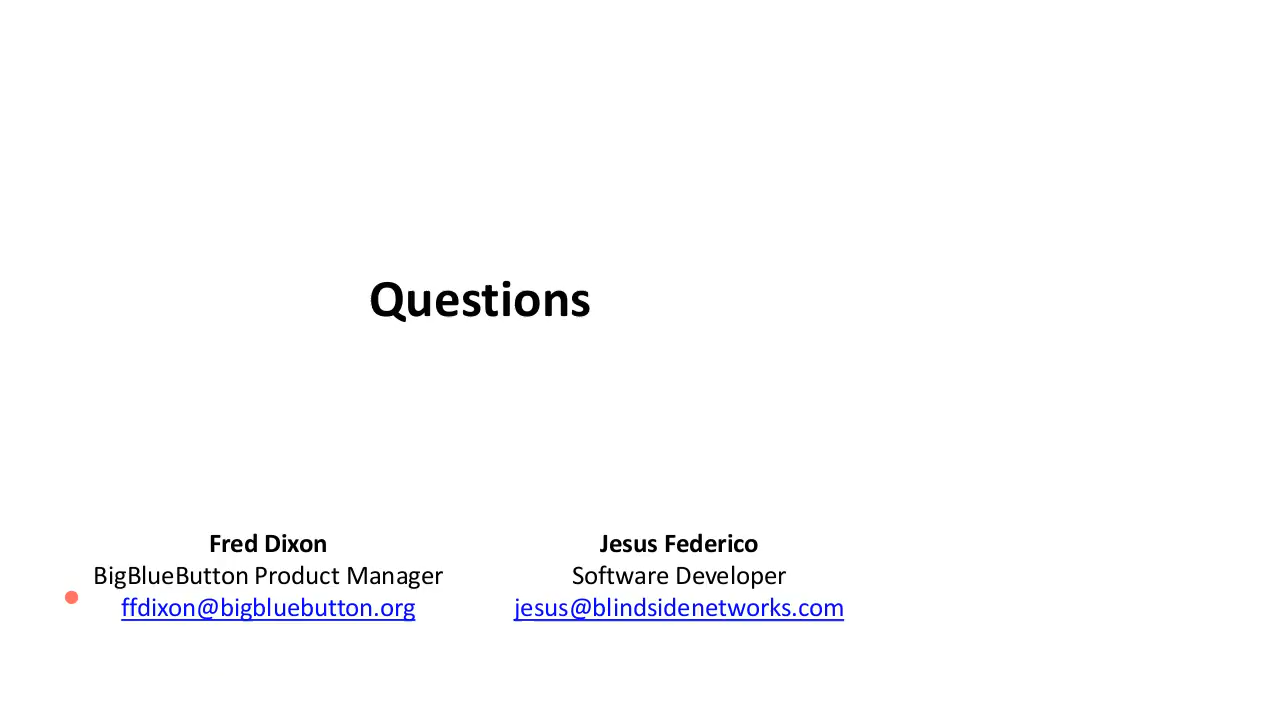 Questions
Fred Dixon
BigBlueButton Product Manager
ffdixon@bigbluebutton.org
Jesus Federico
Software Developer
jesus@blindsidenetworks.com